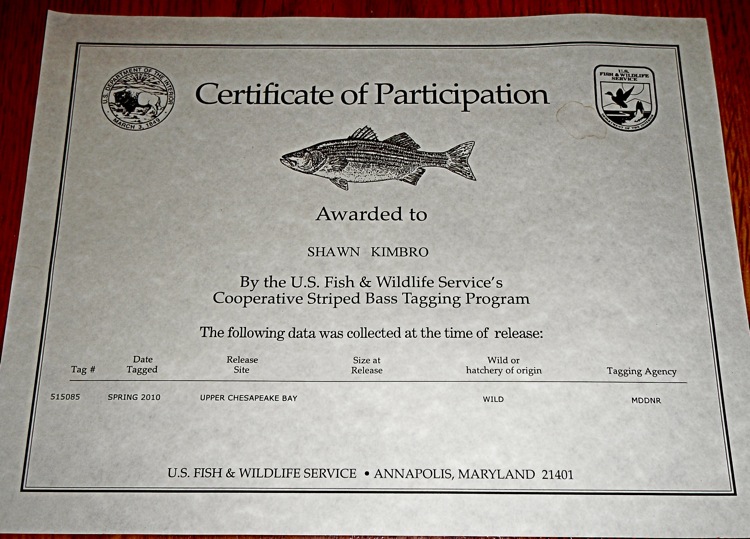 U.S. DEPARTMENT OF THE INTERIOR
MARCH 3, 1849
Certificate of Participation
U.S.
FISH & WILDLIFE
SERVICE
Awarded to
SHAWN KIMBRO
By the U.S. Fish & Wildlife Service's
Cooperative Striped Bass Tagging Program
The following data was collected at the time of release:
Tag # Date Tagged Release Site Size at Release Wild or hatchery of origin Tagging Agency
515085 SPRING 2010 UPPER CHESAPEAKE BAY WILD MDDNR
U.S. FISH & WILDLIFE SERVICE • ANNAPOLIS, MARYLAND 21401